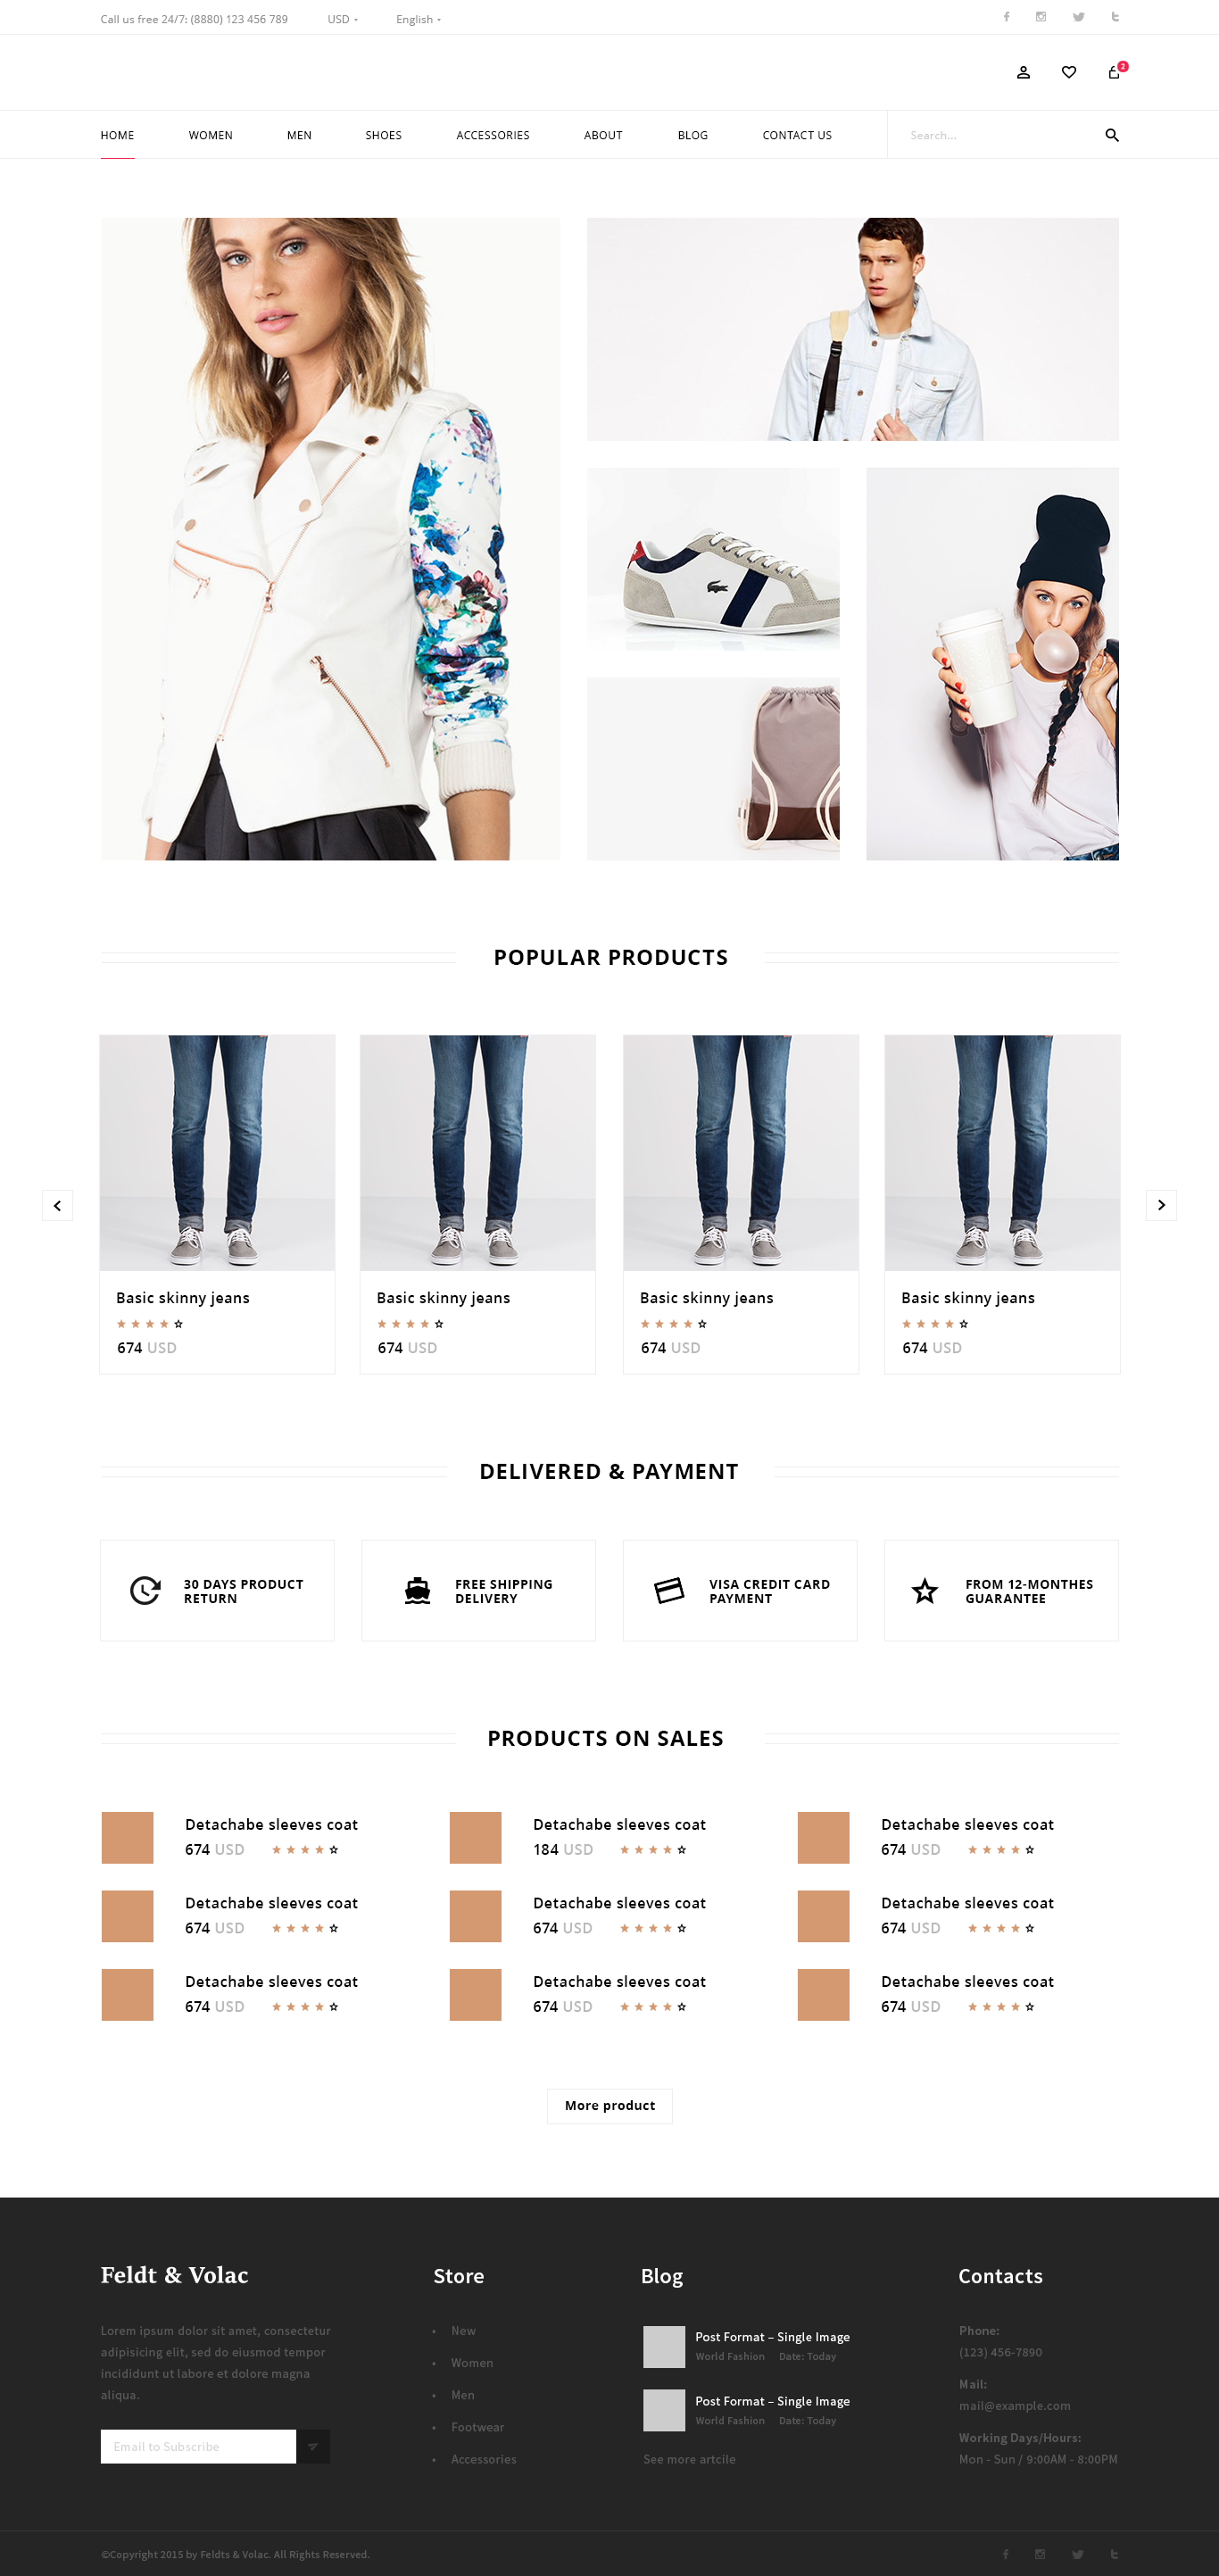 Call us free 24/7: (8880) 123 456 789 USD English
2
HOME WOMEN MEN SHOES ACCESSORIES ABOUT BLOG CONTACT US Search...
POPULAR PRODUCTS
Basic skinny jeans Basic skinny jeans Basic skinny jeans Basic skinny jeans
674 USD 674 USD 674 USD 674 USD
DELIVERED & PAYMENT
30 DAYS PRODUCT
RETURN
FREE SHIPPING
DELIVERY
VISA CREDIT CARD
PAYMENT
FROM 12-MONTHES
GUARANTEE
PRODUCTS ON SALES
Detachabe sleeves coat Detachabe sleeves coat Detachabe sleeves coat
674 USD 184 USD 674 USD
Detachabe sleeves coat Detachabe sleeves coat Detachabe sleeves coat
674 USD 674 USD 674 USD
Detachabe sleeves coat Detachabe sleeves coat Detachabe sleeves coat
674 USD 674 USD 674 USD
More product
Feldt & Volac
Lorem ipsum dolor sit amet, consectetur
adipisicing elit, sed do eiusmod tempor
incididunt ut labore et dolore magna
aliqua.
Email to Subscribe
Store
• New
• Women
• Men
• Footwear
• Accessories
Blog
Post Format – Single Image
World Fashion Date: Today
Post Format – Single Image
World Fashion Date: Today
See more artcile
Contacts
Phone:
(123) 456-7890
Mail:
mail@example.com
Working Days/Hours:
Mon - Sun / 9:00AM - 8:00PM
©Copyright 2015 by Feldts & Volac. All Rights Reserved.